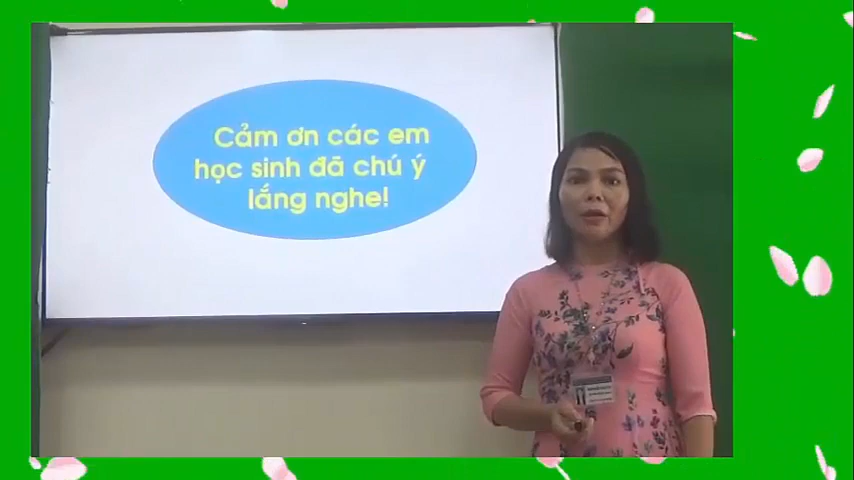 Cảm ơn các em
học sinh đã chú ý
lắng nghe!